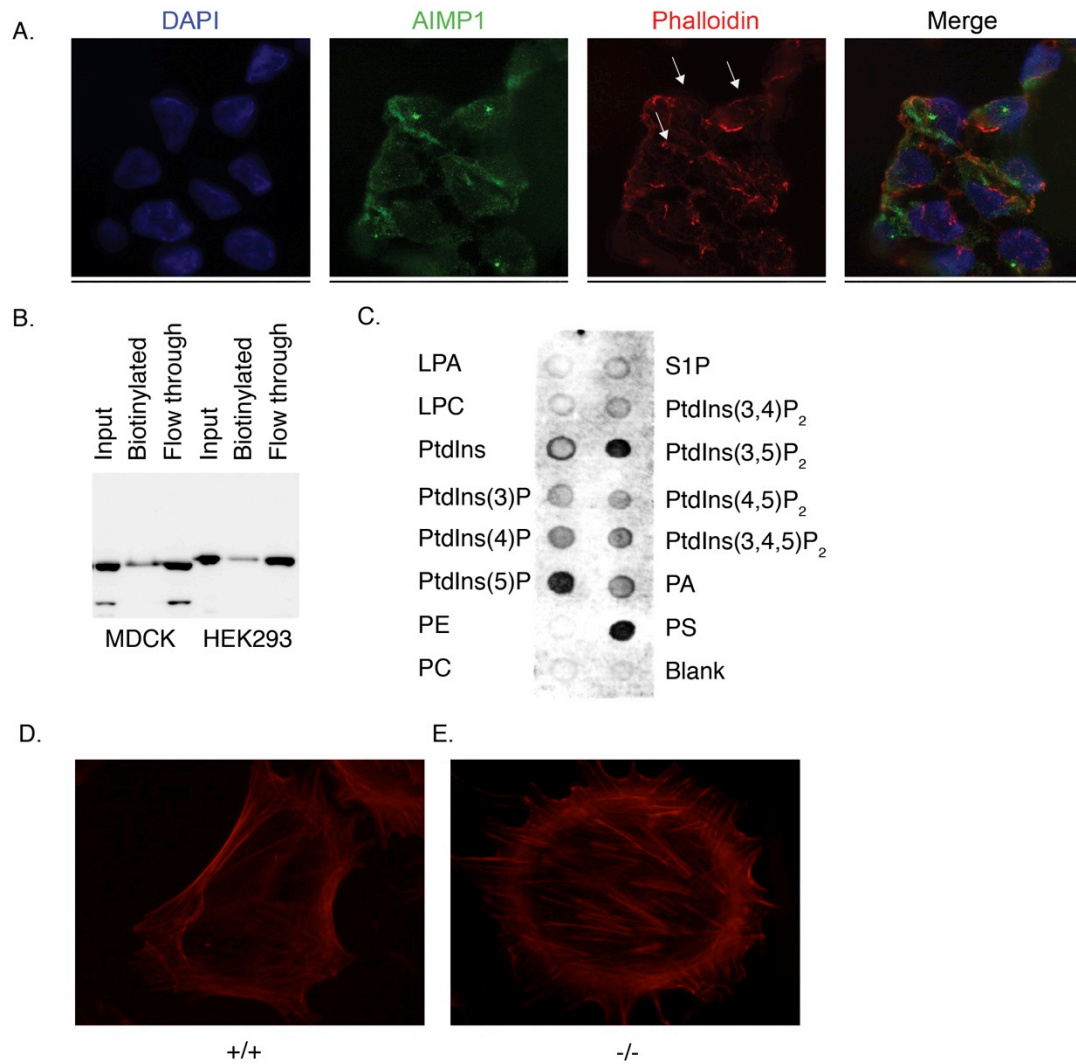 A.
DAPI
AIMP1
Phalloidin
Merge
B.
Input
Biotinylated
Flow through
Input
Biotinylated
Flow through
MDCK
HEK293
C.
LPA
LPC
PtdIns
PtdIns(3)P
PtdIns(4)P
PtdIns(5)P
PE
PC
S1P
PtdIns(3,4)P₂
PtdIns(3,5)P₂
PtdIns(4,5)P₂
PtdIns(3,4,5)P₂
PA
PS
Blank
D.
+/+
E.
-/-